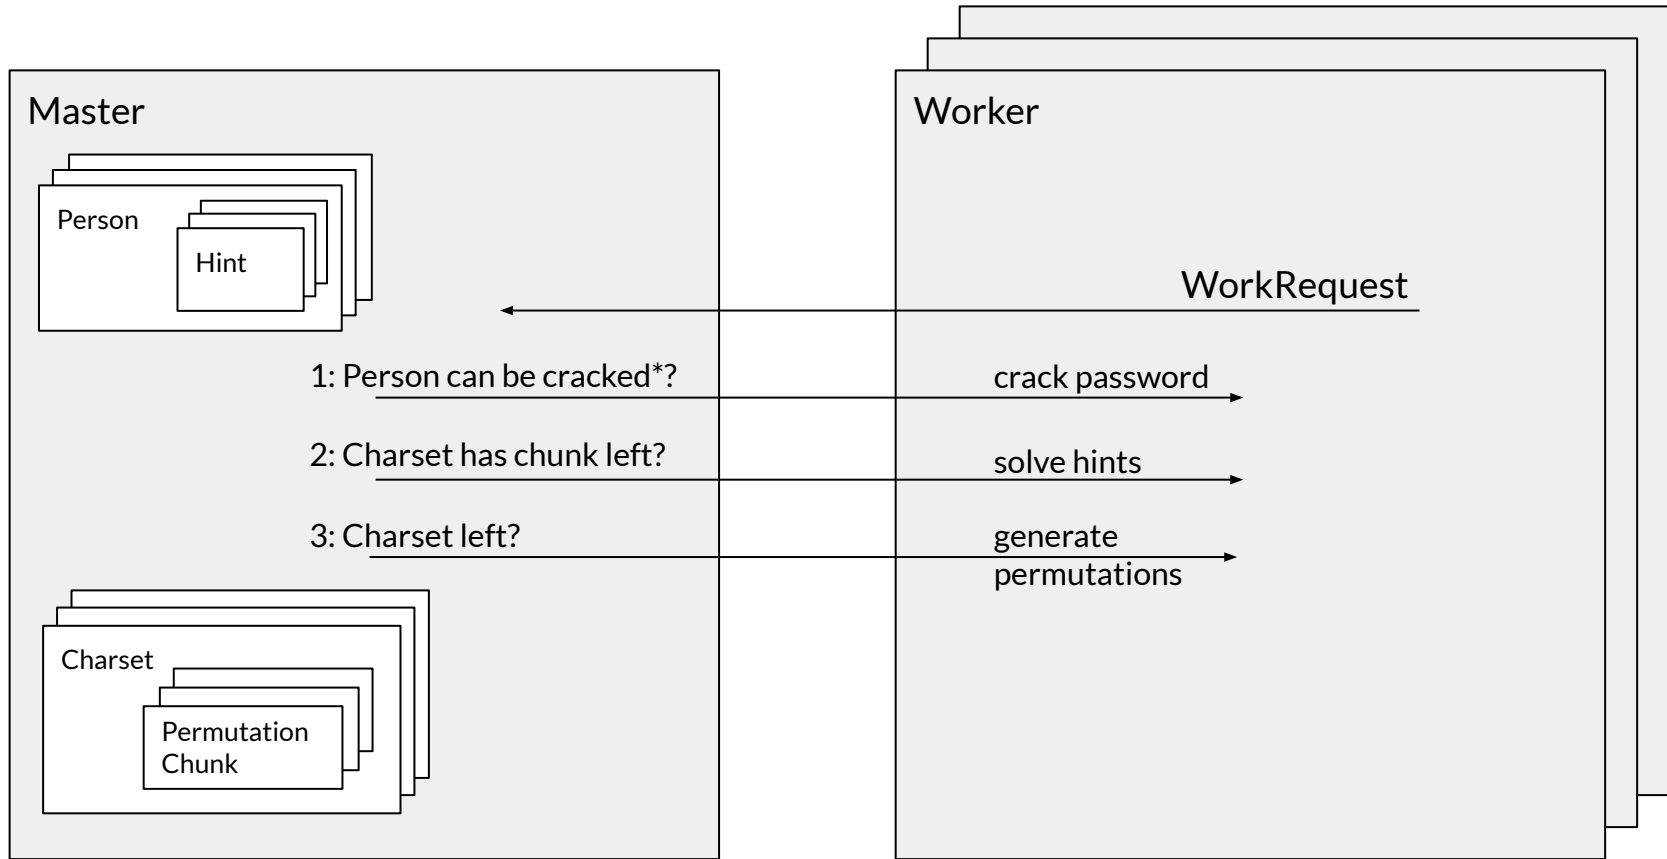 Master
Worker
Person
Hint
WorkRequest
1: Person can be cracked*?
crack password
2: Charset has chunk left?
solve hints
3: Charset left?
generate
permutations
Charset
Permutation
Chunk